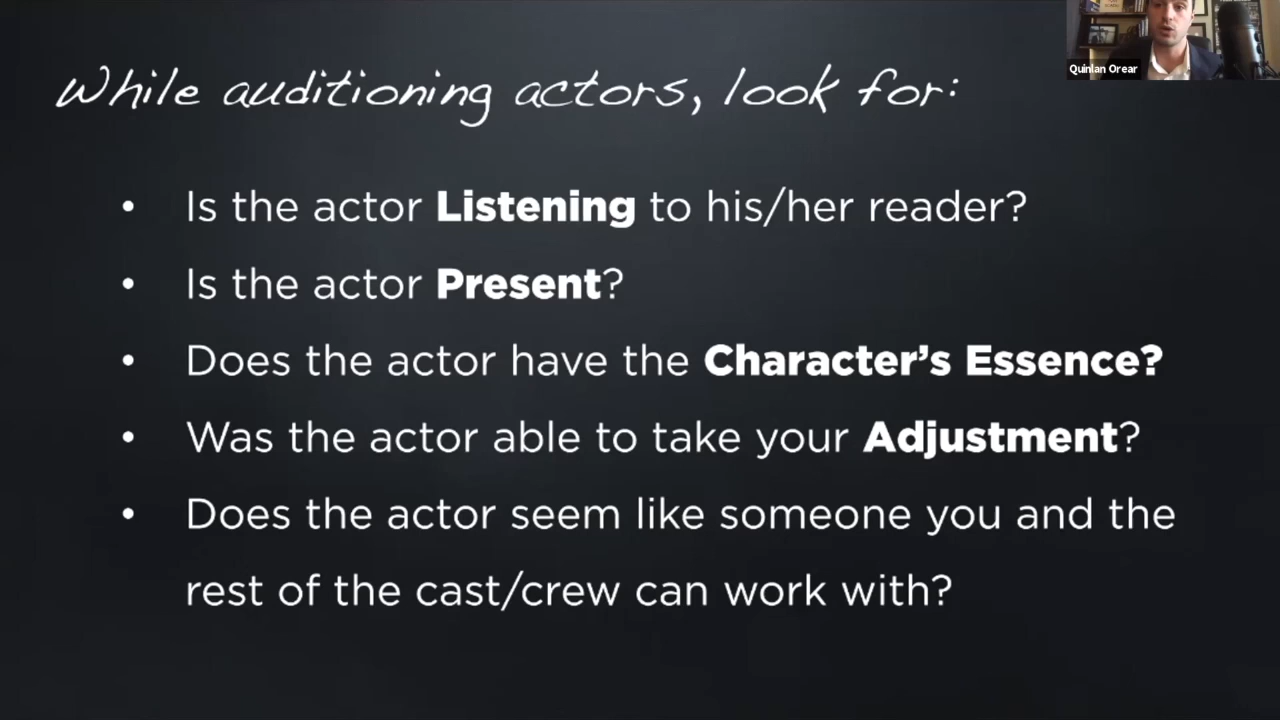 While auditioning actors, look for:
Quinlan Orear
• Is the actor Listening to his/her reader?
• Is the actor Present?
• Does the actor have the Character’s Essence?
• Was the actor able to take your Adjustment?
• Does the actor seem like someone you and the
rest of the cast/crew can work with?